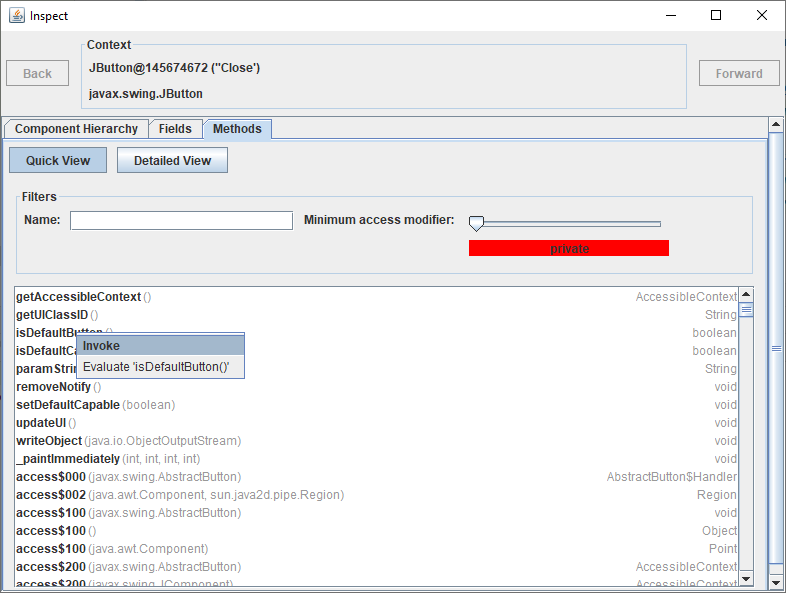 Inspect
Context
Back
JButton@145674672 ("Close')
Forward
javax.swing.JButton
Component Hierarchy Fields Methods
Quick View Detailed View
Filters
Name: Minimum access modifier:
private
getAccessibleContext () AccessibleContext
getUIClassID () String
isDefaultButton () boolean
isDefaultCa boolean
Invoke
Evaluate 'isDefaultButton()'
paramString String
removeNotify () void
setDefaultCapable (boolean) void
updateUI () void
writeObject (java.io.ObjectOutputStream) void
_paintImmediately (int, int, int, int) void
access$000 (javax.swing.AbstractButton) AbstractButton$Handler
access$002 (java.awt.Component, sun.java2d.pipe.Region) Region
access$100 (javax.swing.AbstractButton) void
access$100 () Object
access$100 (java.awt.Component) Point
access$200 (javax.swing.AbstractButton) AccessibleContext
access$200 (javax.swing.JComponent) AccessibleContext